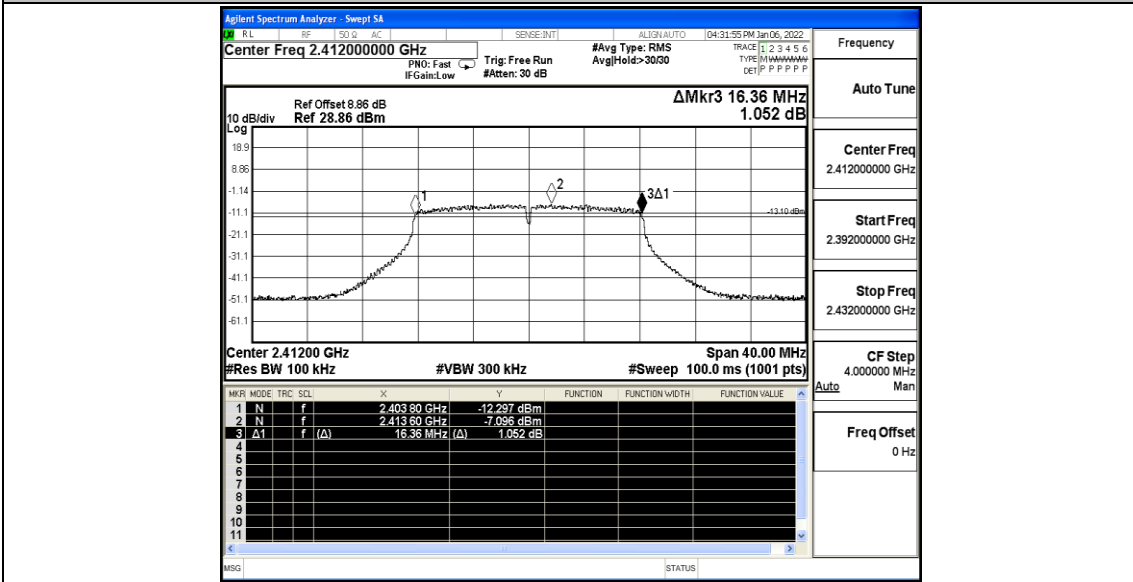 Agilent Spectrum Analyzer - Swept SA
RL RF 50 Ω AC SENSE:INT ALIGN AUTO 04:31:55 PM Jan 06, 2022
Center Freq 2.412000000 GHz
PNO: Fast
IFGain:Low
Trig: Free Run
#Atten: 30 dB
#Avg Type: RMS
Avg|Hold:>30/30
TRACE 1 2 3 4 5 6
TYPE M
DET P P P P P P
ΔMkr3 16.36 MHz
1.052 dB
Ref Offset 8.86 dB
Ref 28.86 dBm
10 dB/div
Log
18.9
8.86
-1.14
-11.1
-21.1
-31.1
-41.1
-51.1
-61.1
1
2
3Δ1
-13.10 dBm
Center 2.41200 GHz Span 40.00 MHz
#Res BW 100 kHz #VBW 300 kHz #Sweep 100.0 ms (1001 pts)
MKR MODE TRC SCL X Y FUNCTION FUNCTION WIDTH FUNCTION VALUE
1 N f 2.403 80 GHz -12.297 dBm
2 N f 2.413 60 GHz -7.096 dBm
3 Δ1 f (Δ) 16.36 MHz (Δ) 1.052 dB
4
5
6
7
8
9
10
11
MSG STATUS
Frequency
Auto Tune
Center Freq
2.412000000 GHz
Start Freq
2.392000000 GHz
Stop Freq
2.432000000 GHz
CF Step
4.000000 MHz
Auto Man
Freq Offset
0 Hz